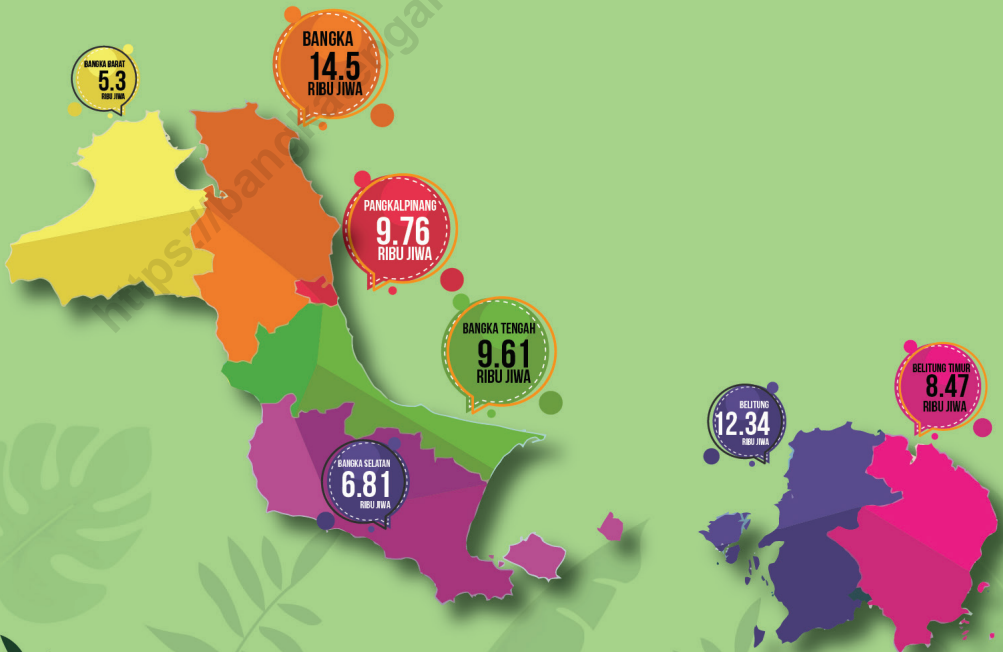 BANGKA BARAT
5.3
RIBU JIWA
BANGKA
14.5
RIBU JIWA
PANGKALPINANG
9.76
RIBU JIWA
BANGKA TENGAH
9.61
RIBU JIWA
BANGKA SELATAN
6.81
RIBU JIWA
BELITUNG
12.34
RIBU JIWA
BELITUNG TIMUR
8.47
RIBU JIWA